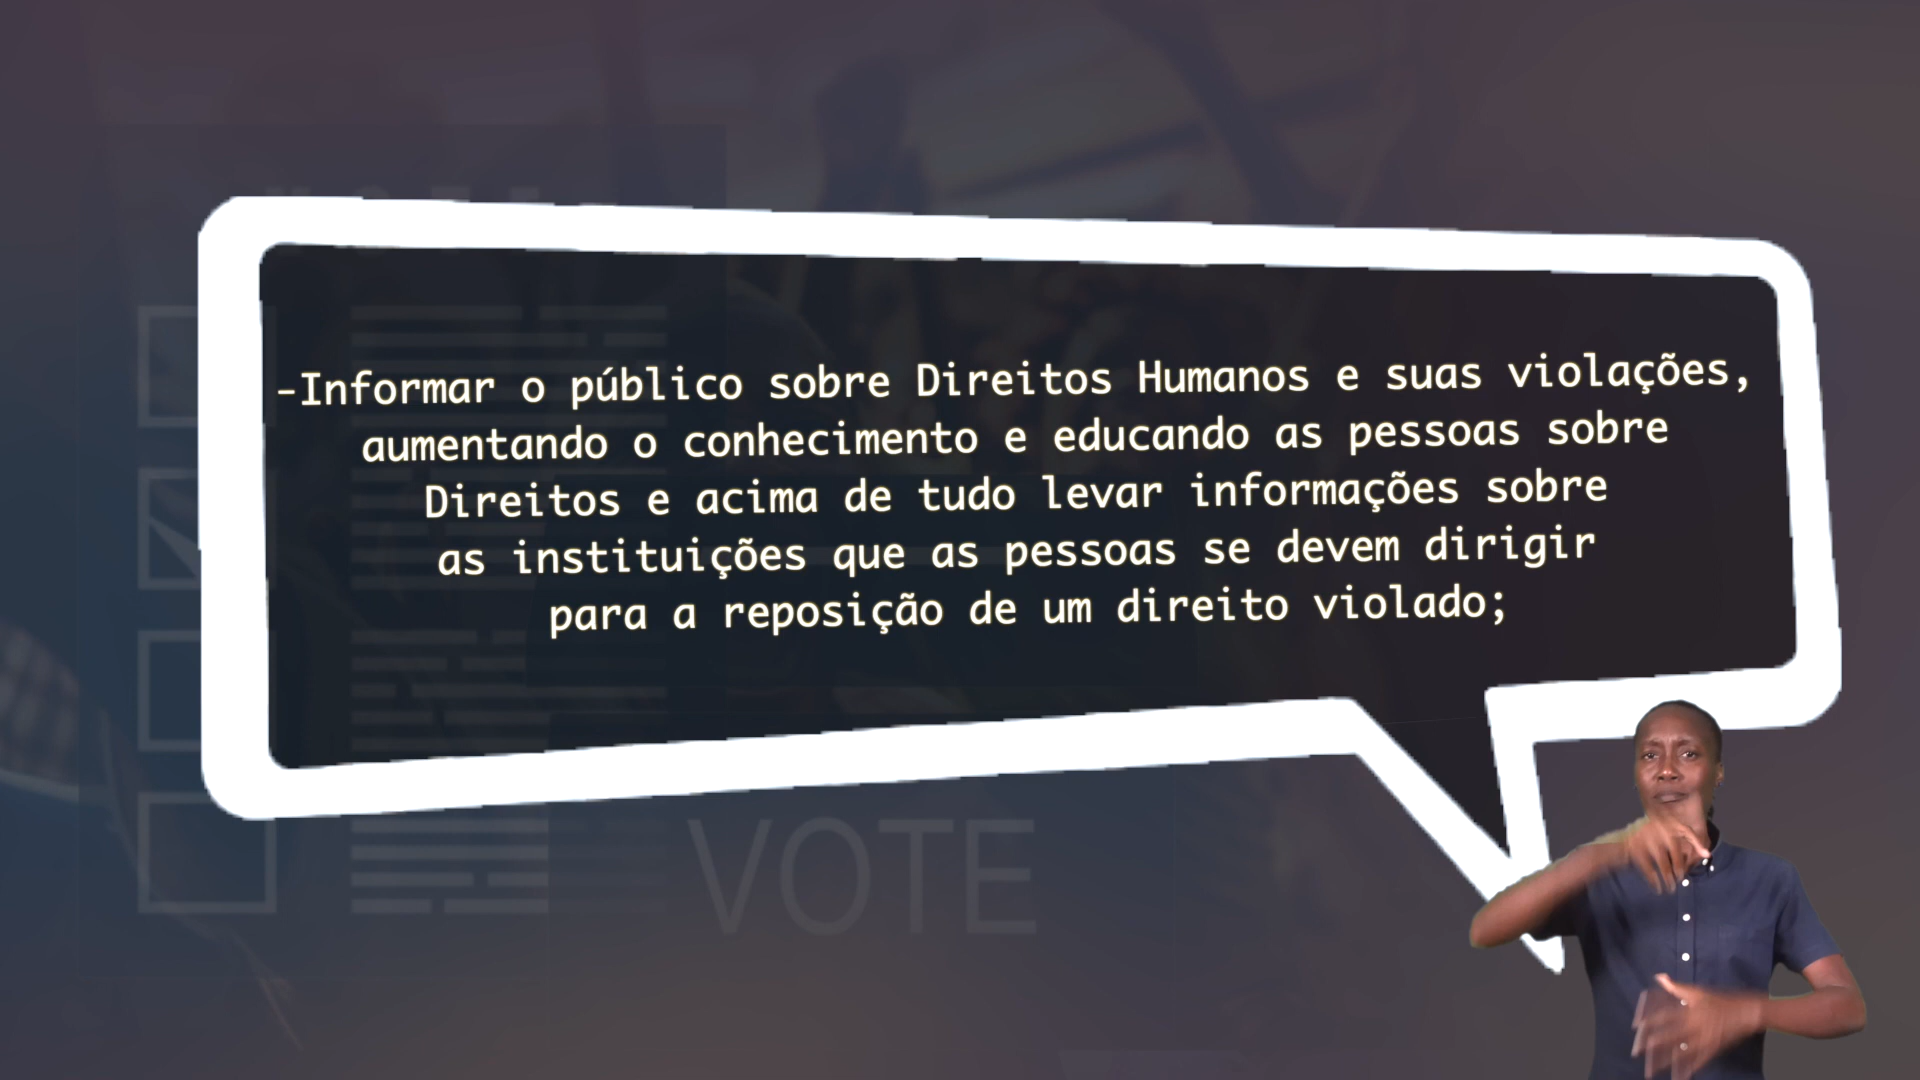 -Informar o público sobre Direitos Humanos e suas violações,
aumentando o conhecimento e educando as pessoas sobre
Direitos e acima de tudo levar informações sobre
as instituições que as pessoas se devem dirigir
para a reposição de um direito violado;
VOTE